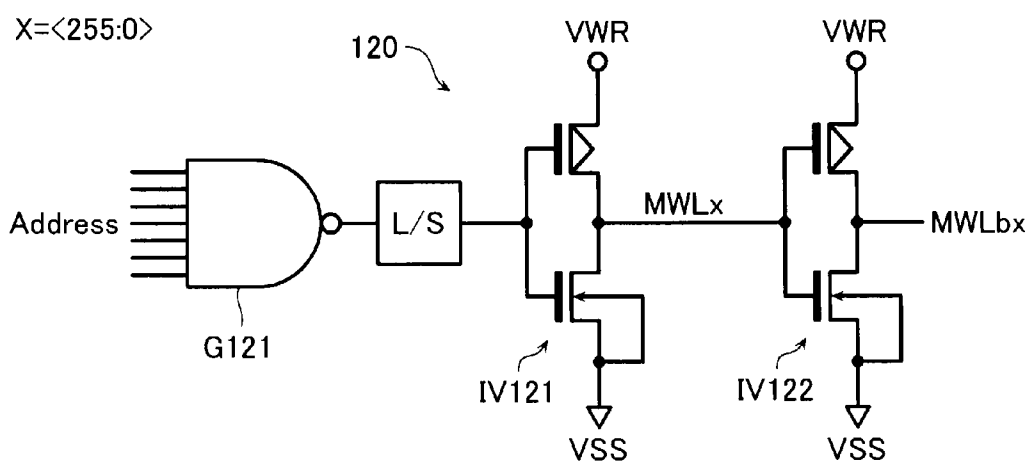 X=<255:0>
120
VWR
VWR
Address
L/S
MWLx
MWLbx
G121
IV121
IV122
VSS
VSS